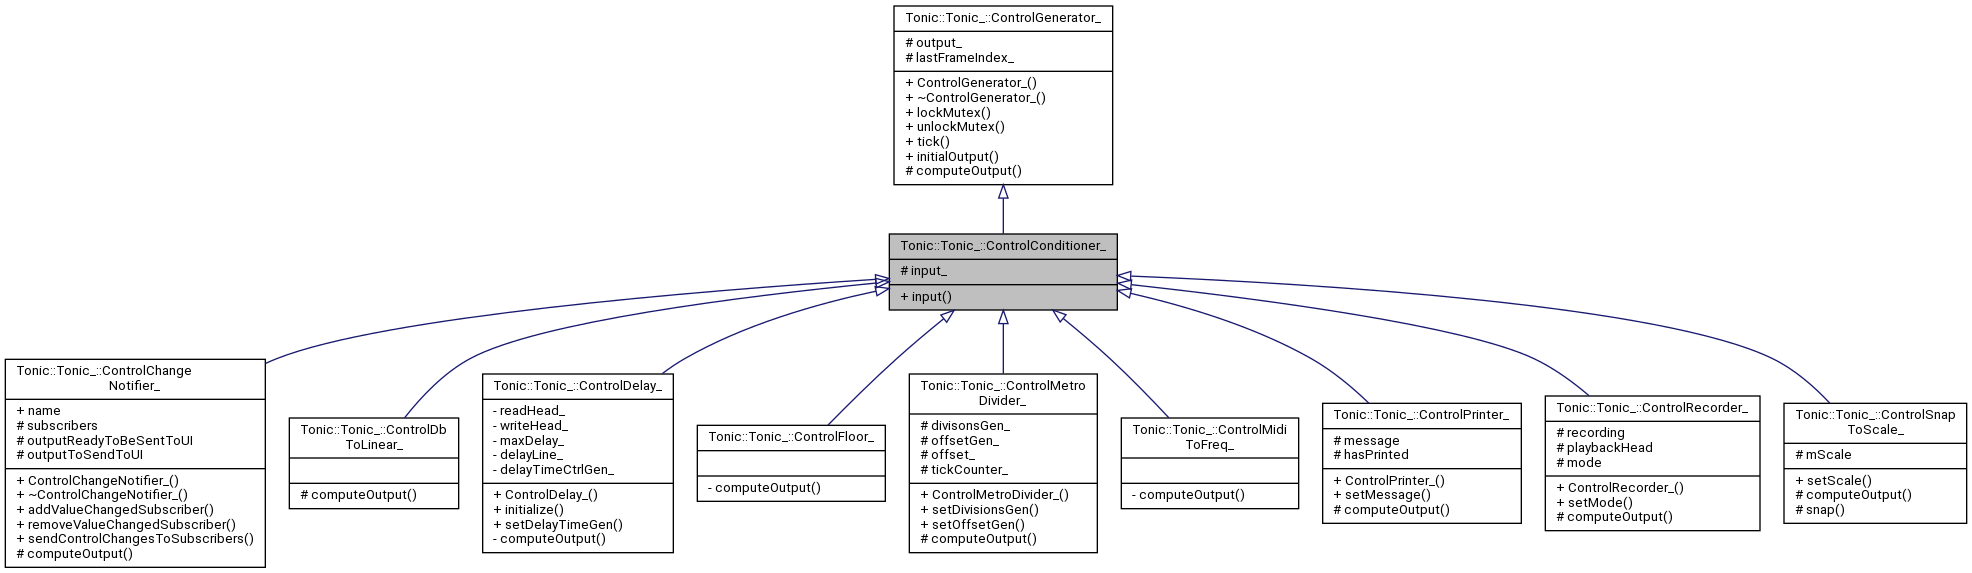 Tonic::Tonic_::ControlGenerator_
# output_
# lastFrameIndex_
+ ControlGenerator_()
+ ~ControlGenerator_()
+ lockMutex()
+ unlockMutex()
+ tick()
+ initialOutput()
# computeOutput()
Tonic::Tonic_::ControlConditioner_
# input_
+ input()
Tonic::Tonic_::ControlChange
Notifier_
+ name
# subscribers
# outputReadyToBeSentToUI
# outputToSendToUI
+ ControlChangeNotifier_()
+ ~ControlChangeNotifier_()
+ addValueChangedSubscriber()
+ removeValueChangedSubscriber()
+ sendControlChangesToSubscribers()
# computeOutput()
Tonic::Tonic_::ControlDb
ToLinear_
# computeOutput()
Tonic::Tonic_::ControlDelay_
- readHead_
- writeHead_
- maxDelay_
- delayLine_
- delayTimeCtrlGen_
+ ControlDelay_()
+ initialize()
+ setDelayTimeGen()
- computeOutput()
Tonic::Tonic_::ControlFloor_
- computeOutput()
Tonic::Tonic_::ControlMetro
Divider_
# divisonsGen_
# offsetGen_
# offset_
# tickCounter_
+ ControlMetroDivider_()
+ setDivisionsGen()
+ setOffsetGen()
# computeOutput()
Tonic::Tonic_::ControlMidi
ToFreq_
- computeOutput()
Tonic::Tonic_::ControlPrinter_
# message
# hasPrinted
+ ControlPrinter_()
+ setMessage()
# computeOutput()
Tonic::Tonic_::ControlRecorder_
# recording
# playbackHead
# mode
+ ControlRecorder_()
+ setMode()
# computeOutput()
Tonic::Tonic_::ControlSnap
ToScale_
# mScale
+ setScale()
# computeOutput()
# snap()